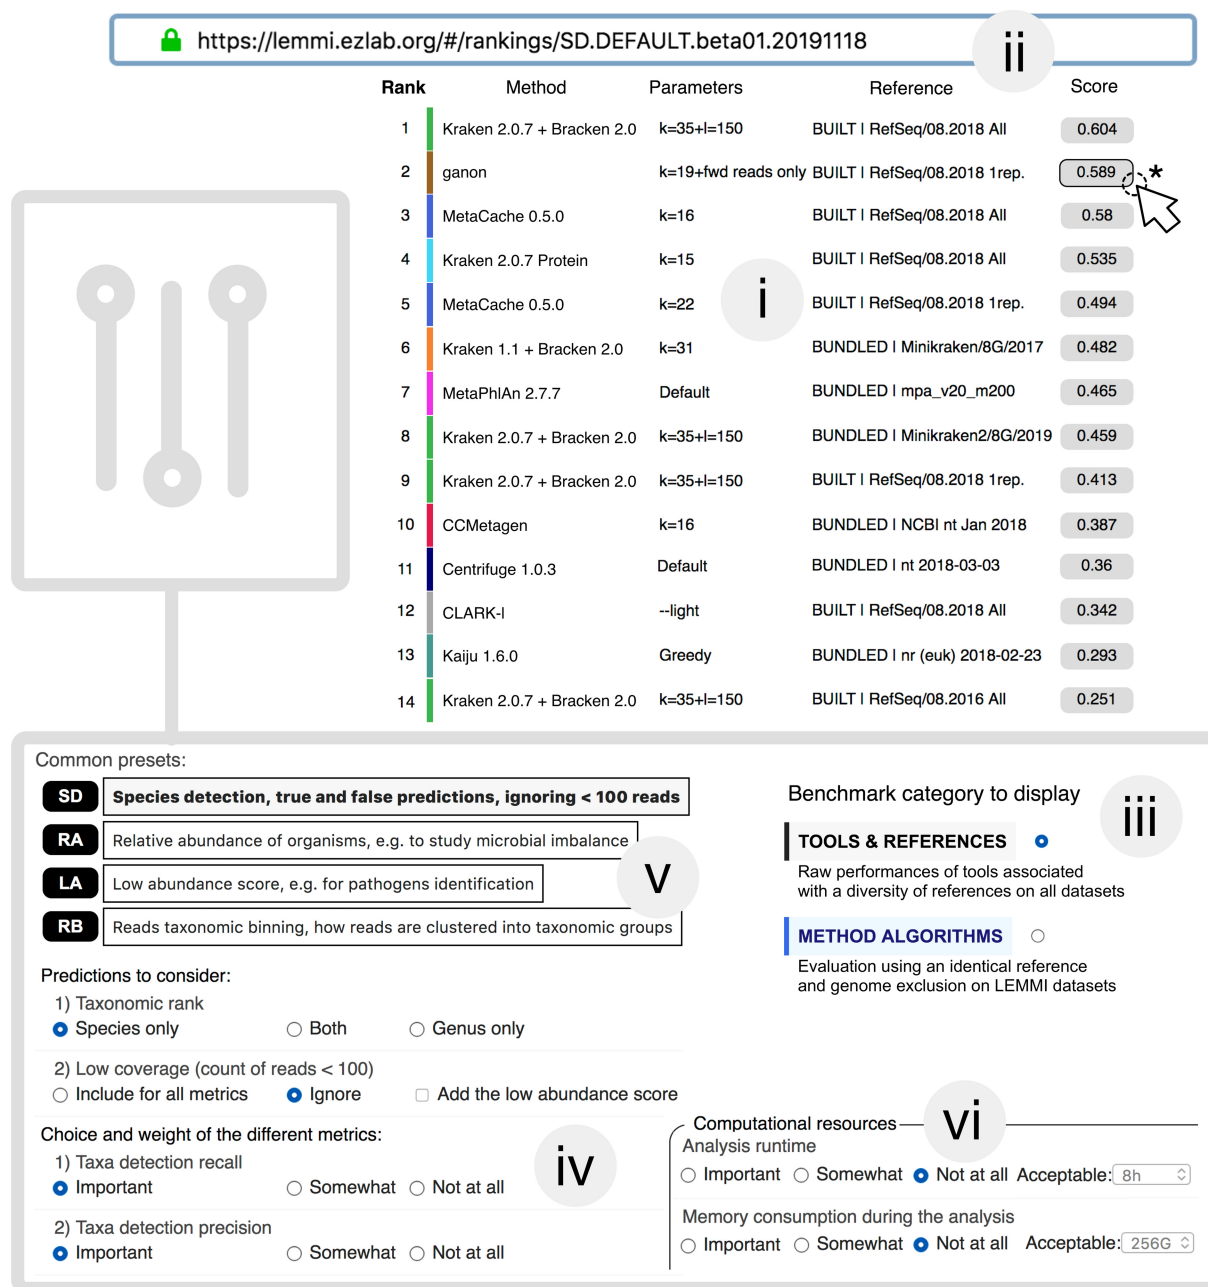 https://lemmi.ezlab.org/#/rankings/SD.DEFAULT.beta01.20191118
ii
Rank Method Parameters Reference Score
1 Kraken 2.0.7 + Bracken 2.0 k=35+l=150 BUILT | RefSeq/08.2018 All 0.604
2 ganon k=19+fwd reads only BUILT | RefSeq/08.2018 1rep. 0.589 *
3 MetaCache 0.5.0 k=16 BUILT | RefSeq/08.2018 All 0.58
4 Kraken 2.0.7 Protein k=15 BUILT | RefSeq/08.2018 All 0.535
i
5 MetaCache 0.5.0 k=22 BUILT | RefSeq/08.2018 1rep. 0.494
6 Kraken 1.1 + Bracken 2.0 k=31 BUNDLED | Minikraken/8G/2017 0.482
7 MetaPhlAn 2.7.7 Default BUNDLED | mpa_v20_m200 0.465
8 Kraken 2.0.7 + Bracken 2.0 k=35+l=150 BUNDLED | Minikraken2/8G/2019 0.459
9 Kraken 2.0.7 + Bracken 2.0 k=35+l=150 BUILT | RefSeq/08.2018 1rep. 0.413
10 CCMetagen k=16 BUNDLED | NCBI nt Jan 2018 0.387
11 Centrifuge 1.0.3 Default BUNDLED | nt 2018-03-03 0.36
12 CLARK-l --light BUILT | RefSeq/08.2018 All 0.342
13 Kaiju 1.6.0 Greedy BUNDLED | nr (euk) 2018-02-23 0.293
14 Kraken 2.0.7 + Bracken 2.0 k=35+l=150 BUILT | RefSeq/08.2016 All 0.251
Common presets:
SD Species detection, true and false predictions, ignoring < 100 reads
RA Relative abundance of organisms, e.g. to study microbial imbalance
LA Low abundance score, e.g. for pathogens identification
RB Reads taxonomic binning, how reads are clustered into taxonomic groups
v
Benchmark category to display
iii
TOOLS & REFERENCES
Raw performances of tools associated
with a diversity of references on all datasets
METHOD ALGORITHMS
Evaluation using an identical reference
and genome exclusion on LEMMI datasets
Predictions to consider:
1) Taxonomic rank
Species only Both Genus only
2) Low coverage (count of reads < 100)
Include for all metrics Ignore Add the low abundance score
Choice and weight of the different metrics:
1) Taxa detection recall
Important Somewhat Not at all
2) Taxa detection precision
Important Somewhat Not at all
iv
Computational resources
vi
Analysis runtime
Important Somewhat Not at all Acceptable: 8h
Memory consumption during the analysis
Important Somewhat Not at all Acceptable: 256G